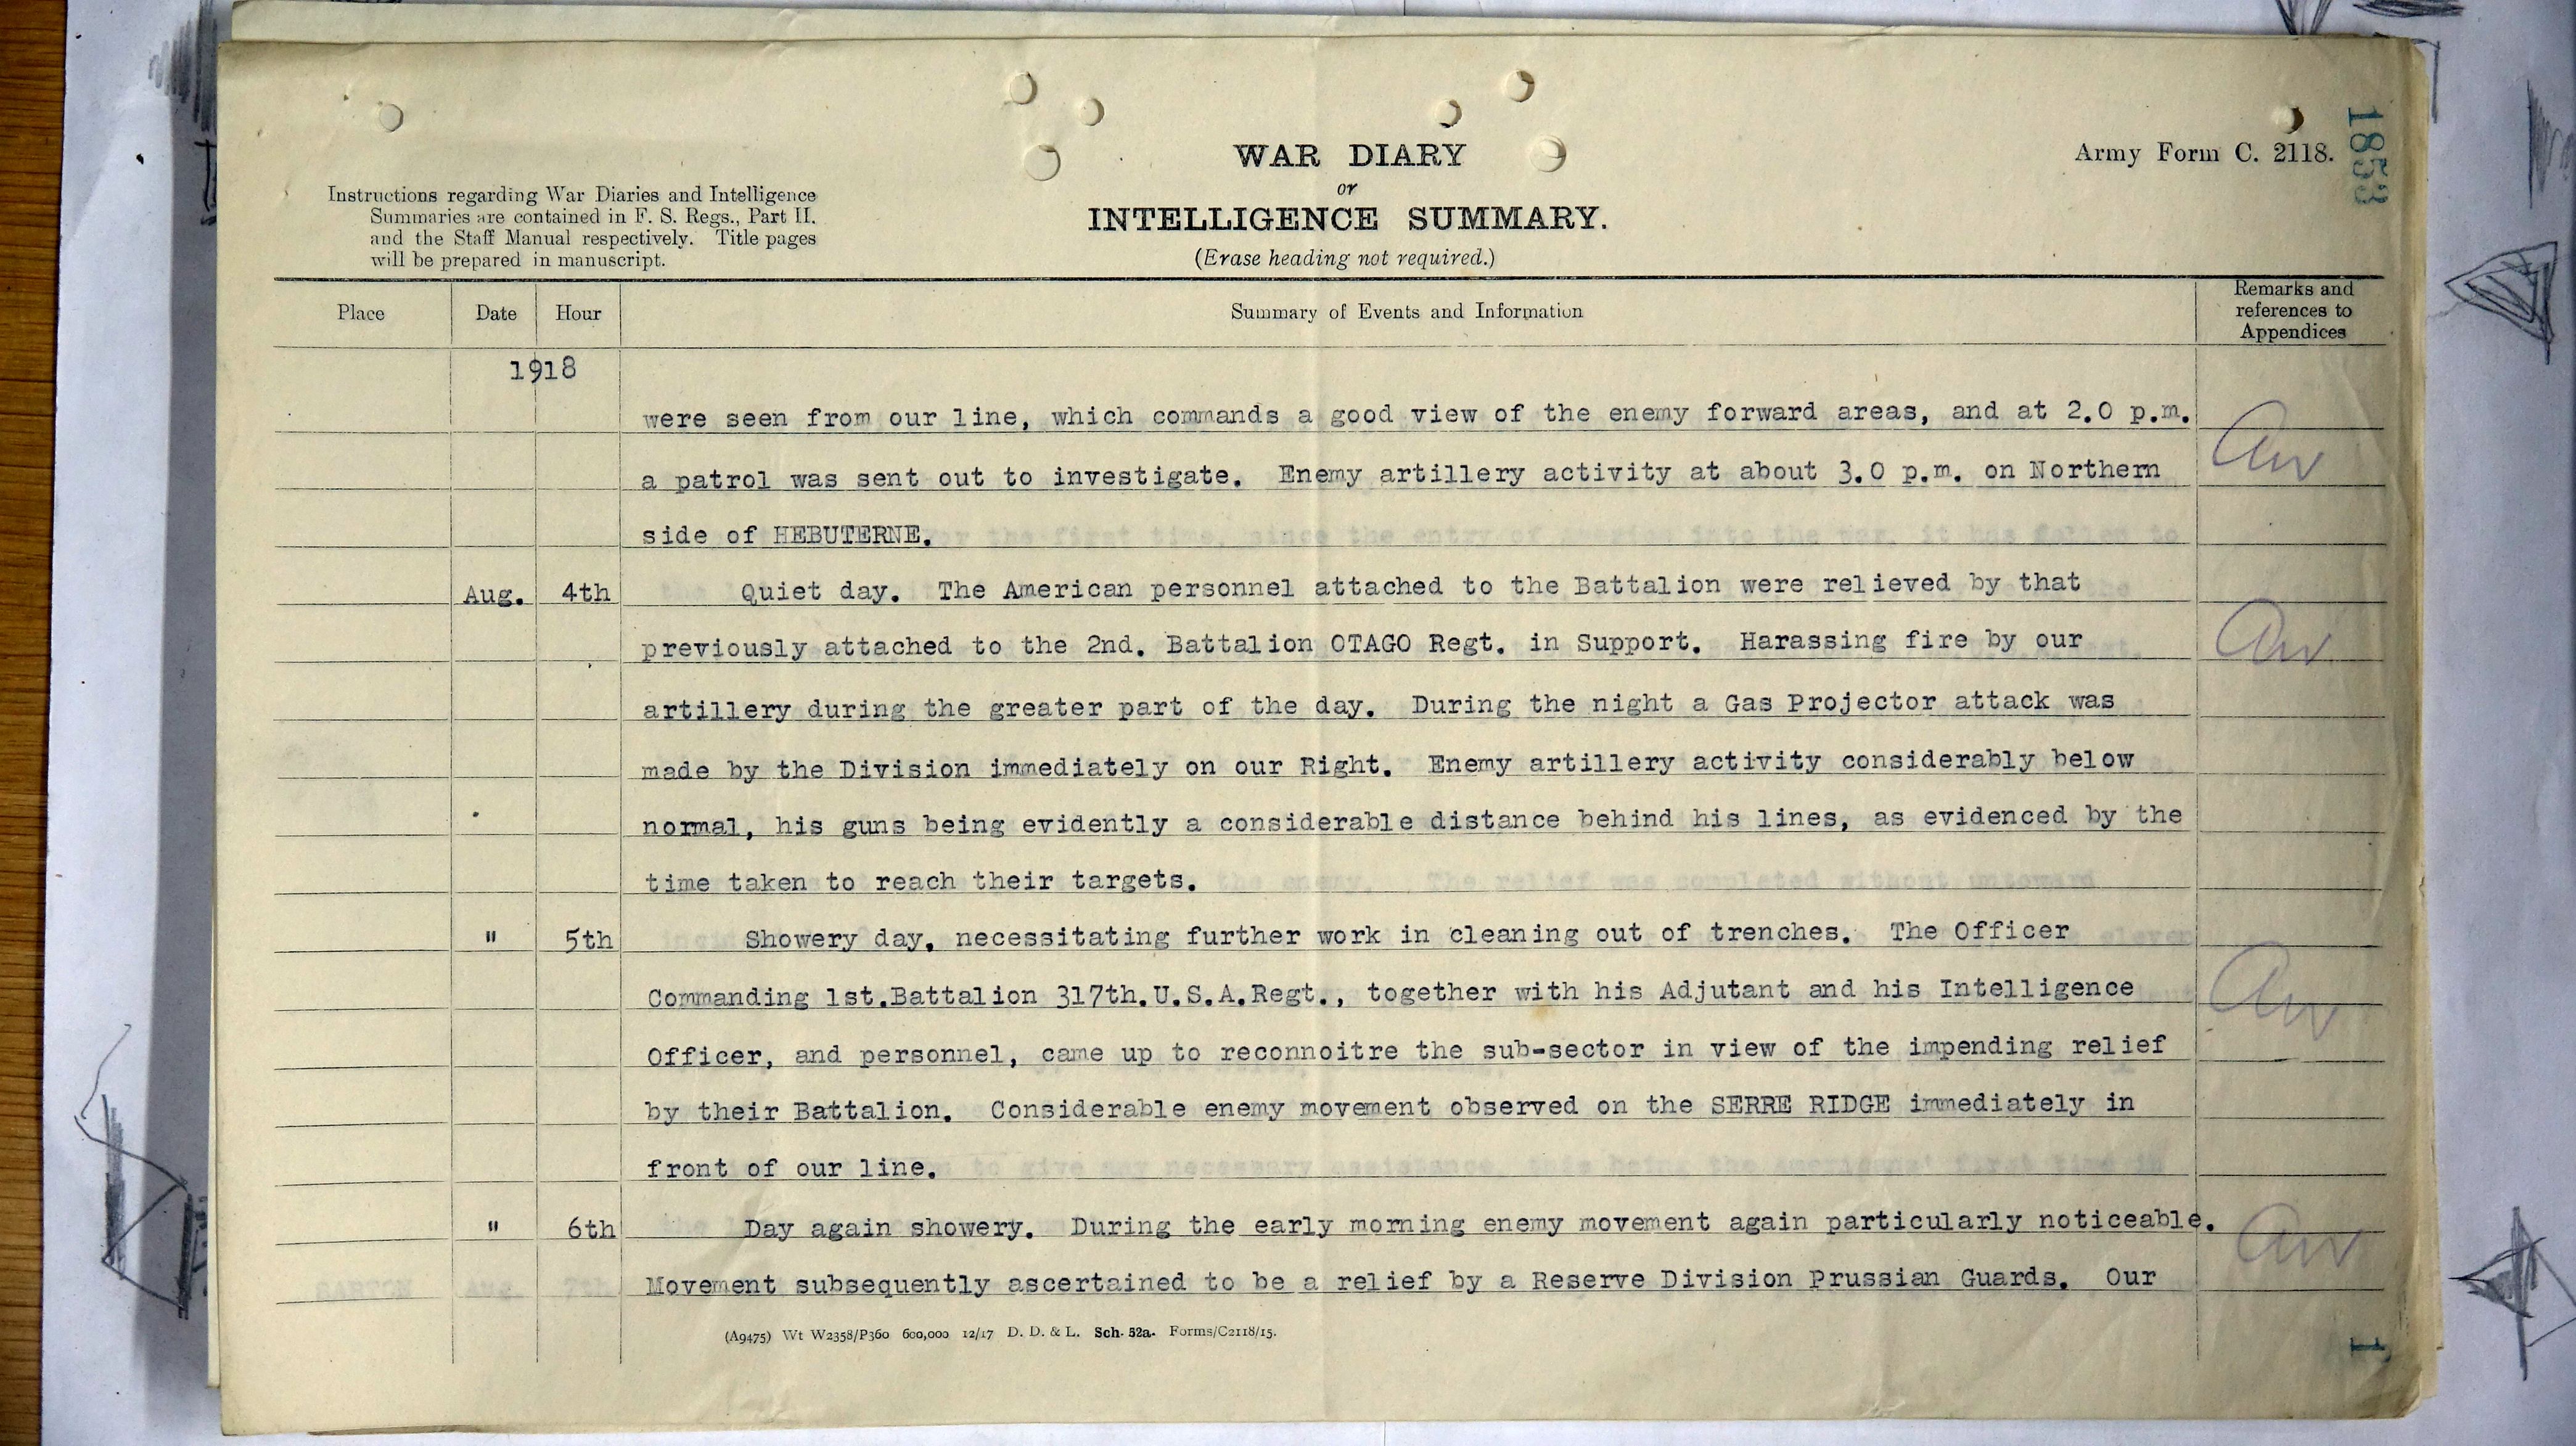 1853
WAR DIARY
or
INTELLIGENCE SUMMARY.
(Erase heading not required.)
Army Form C. 2118.
Instructions regarding War Diaries and Intelligence
Summaries are contained in F. S. Regs., Part II.
and the Staff Manual respectively. Title pages
will be prepared in manuscript.
Place Date Hour Summary of Events and Information Remarks and references to Appendices
1918
were seen from our line, which commands a good view of the enemy forward areas, and at 2.0 p.m.
a patrol was sent out to investigate. Enemy artillery activity at about 3.0 p.m. on Northern
side of HEBUTERNE.
Aug. 4th Quiet day. The American personnel attached to the Battalion were relieved by that
previously attached to the 2nd. Battalion OTAGO Regt. in Support. Harassing fire by our
artillery during the greater part of the day. During the night a Gas Projector attack was
made by the Division immediately on our Right. Enemy artillery activity considerably below
normal, his guns being evidently a considerable distance behind his lines, as evidenced by the
time taken to reach their targets.
" 5th Showery day, necessitating further work in cleaning out of trenches. The Officer
Commanding 1st.Battalion 317th.U.S.A.Regt., together with his Adjutant and his Intelligence
Officer, and personnel, came up to reconnoitre the sub-sector in view of the impending relief
by their Battalion. Considerable enemy movement observed on the SERRE RIDGE immediately in
front of our line.
" 6th Day again showery. During the early morning enemy movement again particularly noticeable.
Movement subsequently ascertained to be a relief by a Reserve Division Prussian Guards. Our
(A9475) Wt W2358/P360 600,000 12/17 D. D. & L. Sch. 52a. Forms/C2118/15.
1